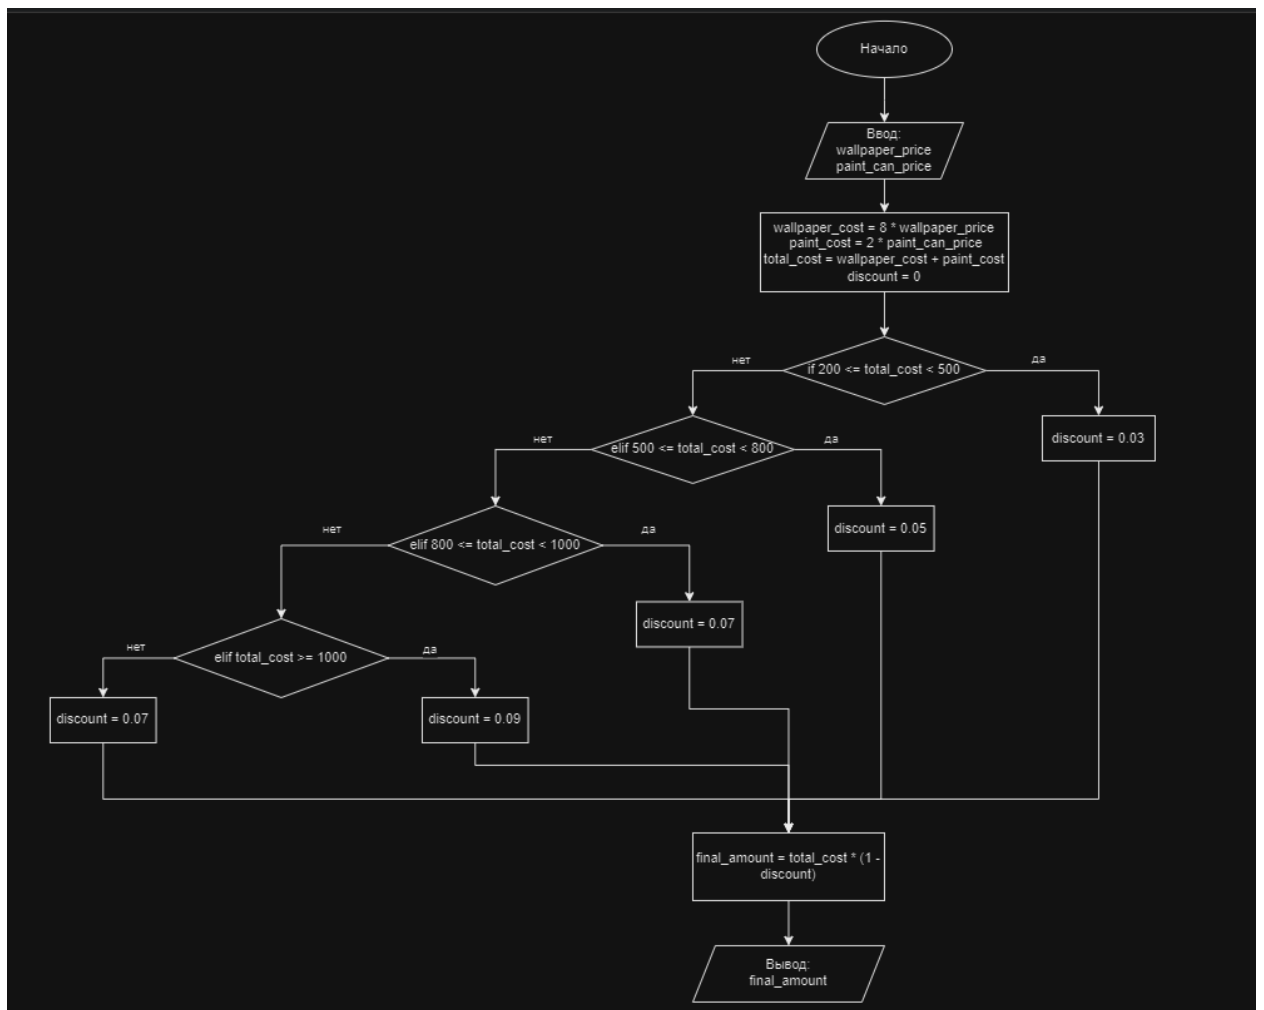 Начало
Ввод:
wallpaper_price
paint_can_price
wallpaper_cost = 8 * wallpaper_price
paint_cost = 2 * paint_can_price
total_cost = wallpaper_cost + paint_cost
discount = 0
нет
if 200 <= total_cost < 500
да
discount = 0.03
нет
elif 500 <= total_cost < 800
да
discount = 0.05
нет
elif 800 <= total_cost < 1000
да
discount = 0.07
нет
elif total_cost >= 1000
да
discount = 0.07
discount = 0.09
final_amount = total_cost * (1 -
discount)
Вывод:
final_amount